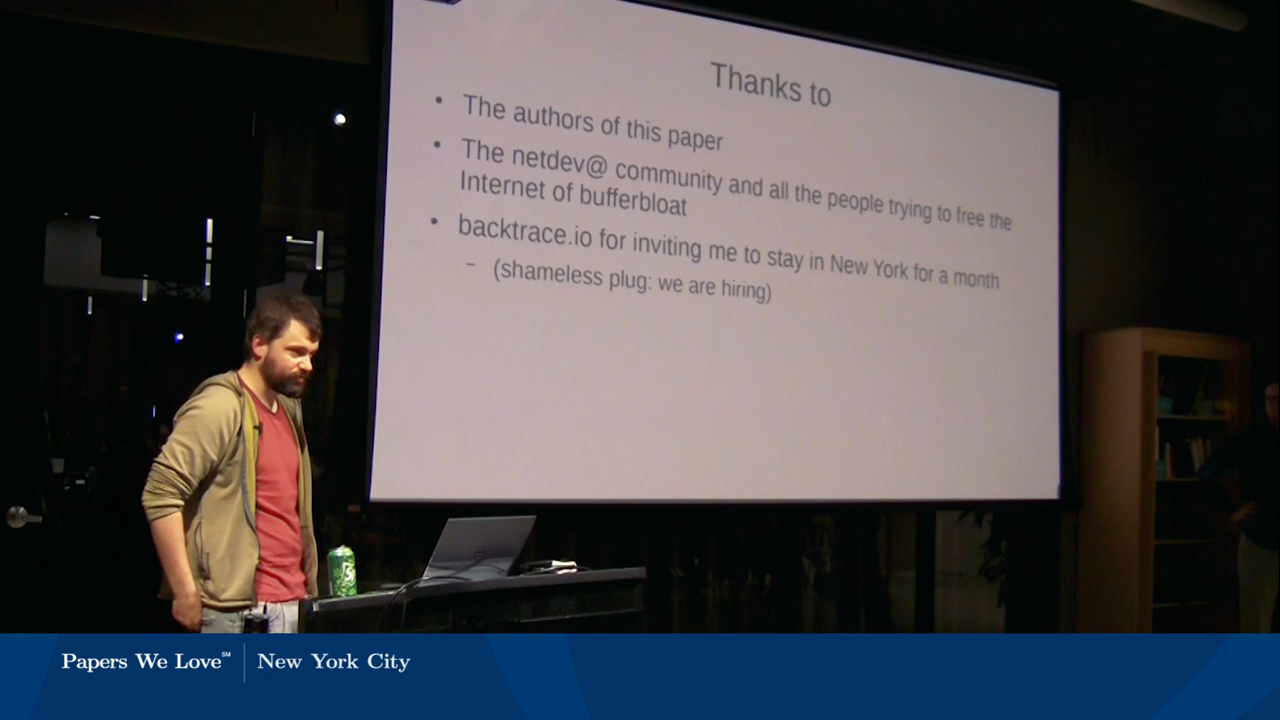 Thanks to
• The authors of this paper
• The netdev@ community and all the people trying to free the
Internet of bufferbloat
• backtrace.io for inviting me to stay in New York for a month
– (shameless plug: we are hiring)
Papers We Love℠ | New York City